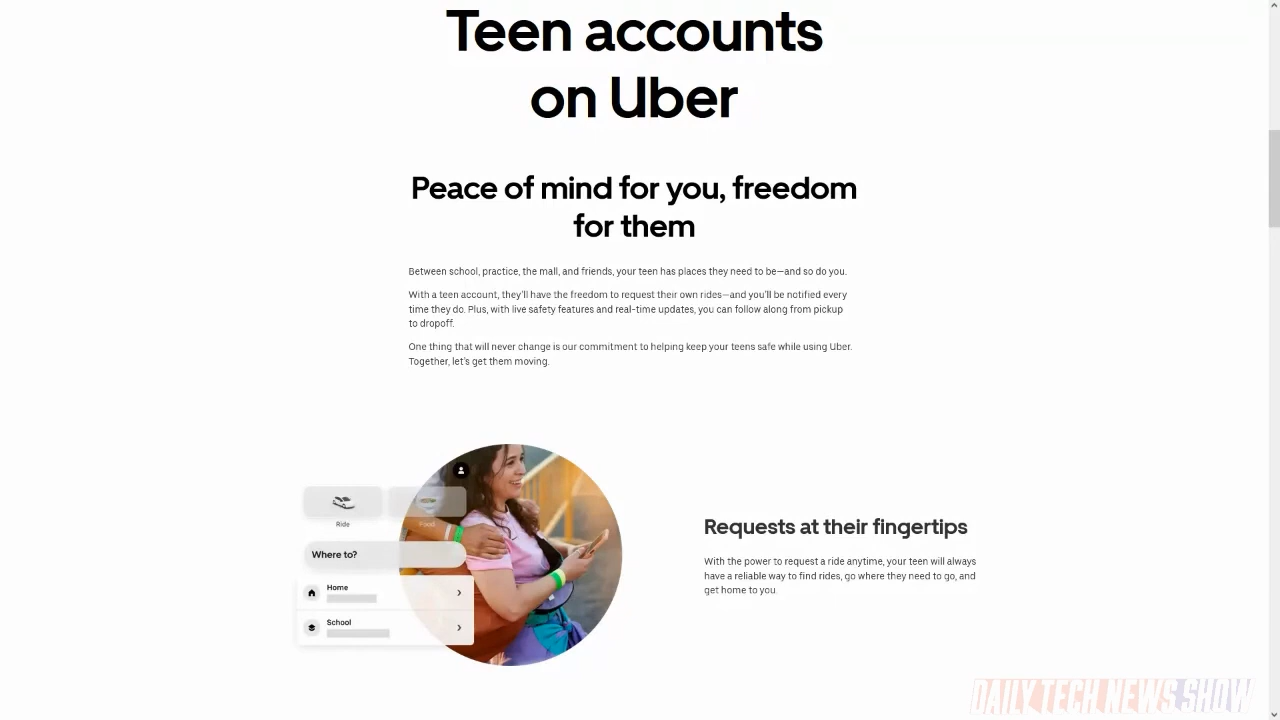 Teen accounts
on Uber
Peace of mind for you, freedom
for them
Between school, practice, the mall, and friends, your teen has places they need to be—and so do you.
With a teen account, they'll have the freedom to request their own rides—and you'll be notified every
time they do. Plus, with live safety features and real-time updates, you can follow along from pickup
to dropoff.
One thing that will never change is our commitment to helping keep your teens safe while using Uber.
Together, let's get them moving.
Ride
Food
Where to?
Home
School
Requests at their fingertips
With the power to request a ride anytime, your teen will always
have a reliable way to find rides, go where they need to go, and
get home to you.
DAILY TECH NEWS SHOW